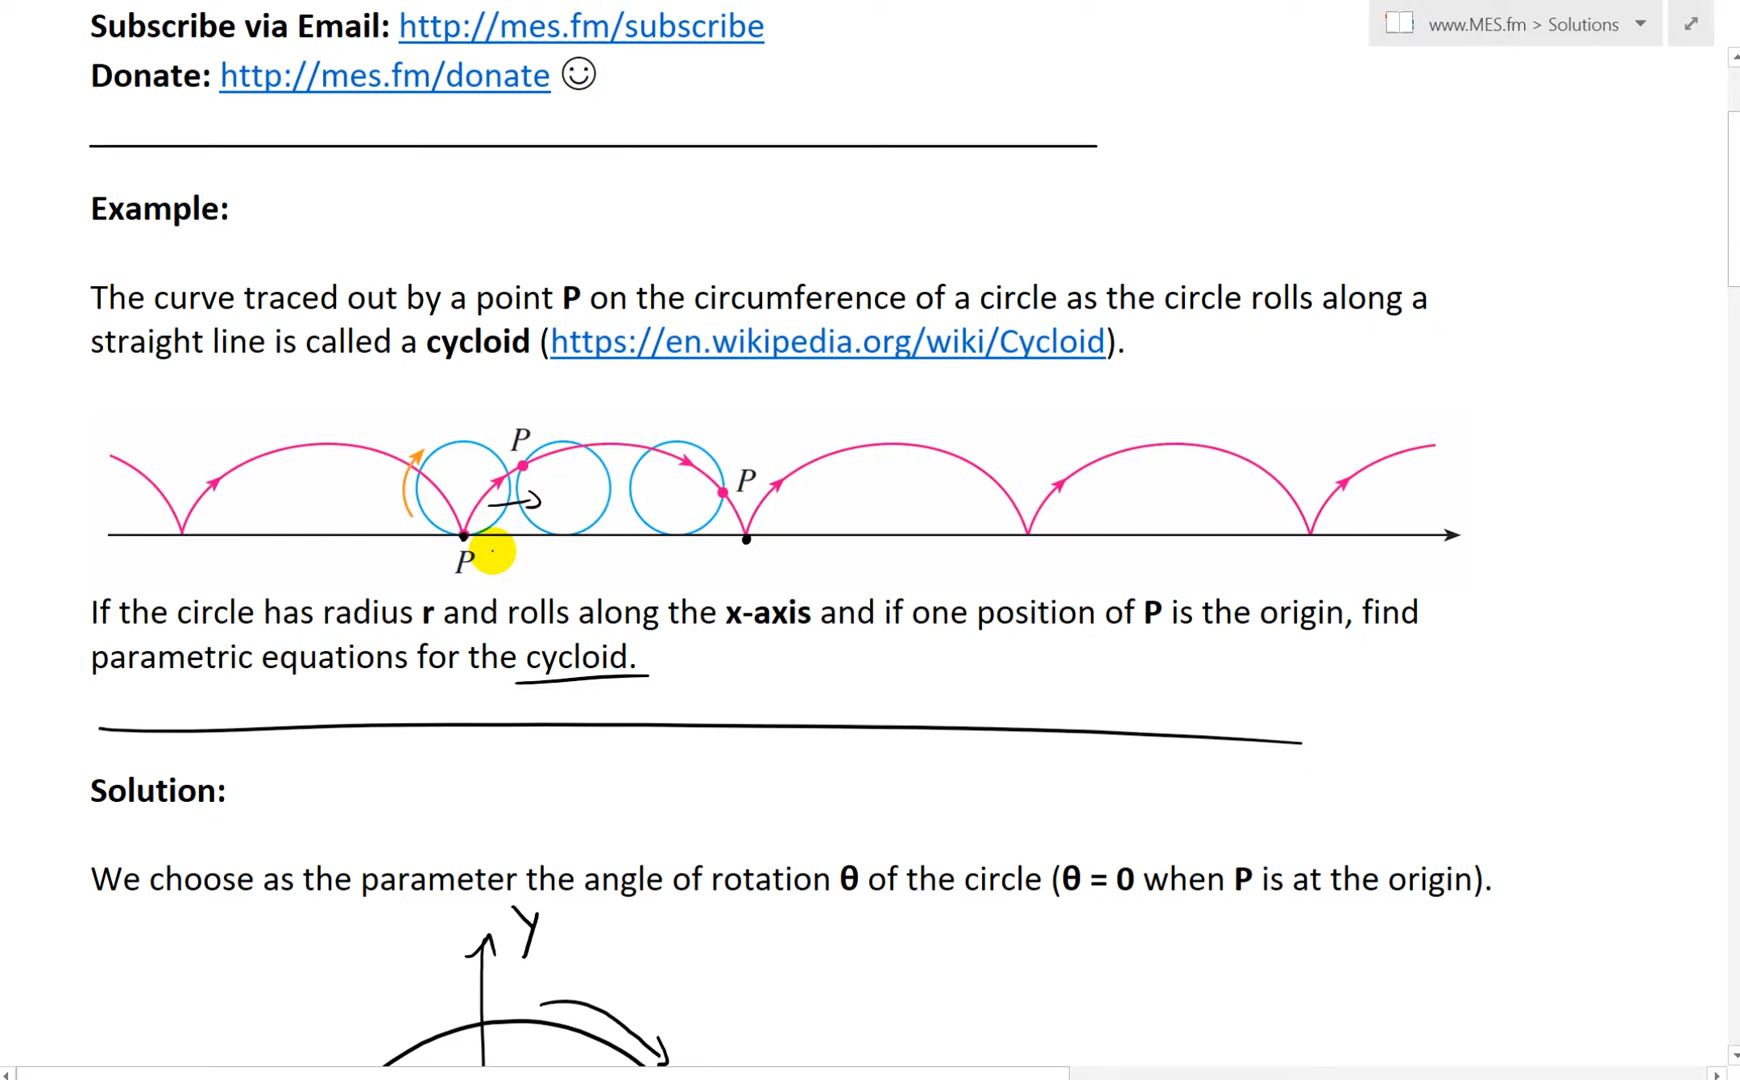 Subscribe via Email: http://mes.fm/subscribe
www.MES.fm > Solutions
Donate: http://mes.fm/donate ☺
Example:
The curve traced out by a point P on the circumference of a circle as the circle rolls along a
straight line is called a cycloid (https://en.wikipedia.org/wiki/Cycloid).
P
P
P
If the circle has radius r and rolls along the x-axis and if one position of P is the origin, find
parametric equations for the cycloid.
Solution:
We choose as the parameter the angle of rotation θ of the circle (θ = 0 when P is at the origin).
y